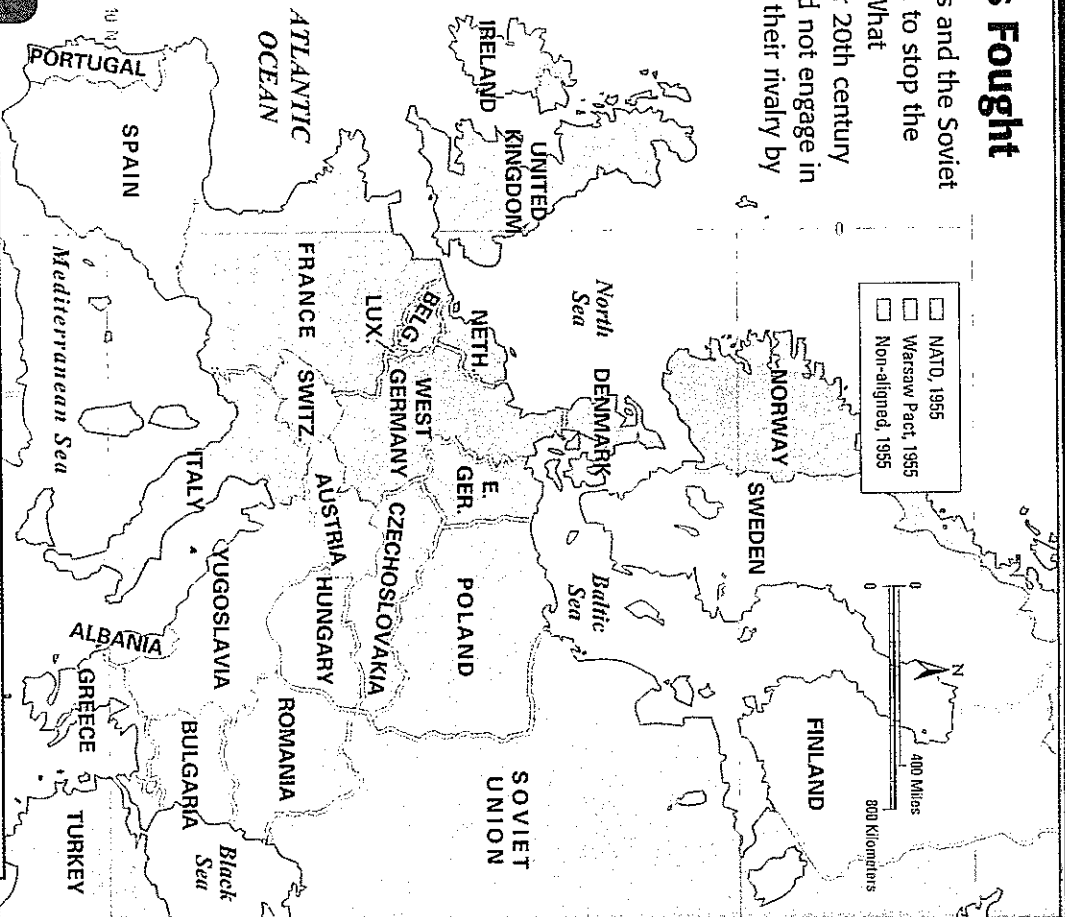 s Fought
s and the Soviet
to stop the
What
20th century
d not engage in
their rivalry by
NATO, 1955
Warsaw Pact, 1955
Non-aligned, 1955
N
0
400 Miles
0
800 Kilometers
0
NORWAY
SWEDEN
FINLAND
IRELAND
UNITED
KINGDOM
North
Sea
DENMARK
Baltic
Sea
ATLANTIC
OCEAN
NETH.
BELG
LUX.
WEST
GERMANY
E.
GER.
POLAND
SOVIET
UNION
CZECHOSLOVAKIA
FRANCE
SWITZ.
AUSTRIA
HUNGARY
ROMANIA
PORTUGAL
SPAIN
ITALY
YUGOSLAVIA
BULGARIA
Black
Sea
ALBANIA
GREECE
TURKEY
Mediterranean Sea